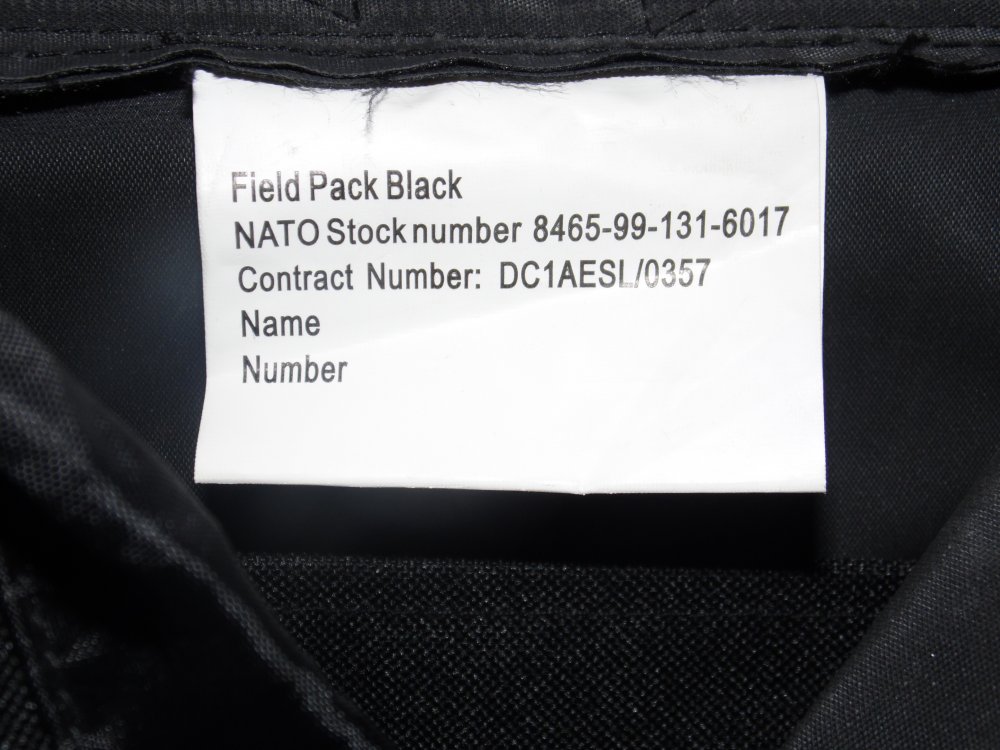 Field Pack Black
NATO Stock number 8465-99-131-6017
Contract Number: DC1AESL/0357
Name
Number